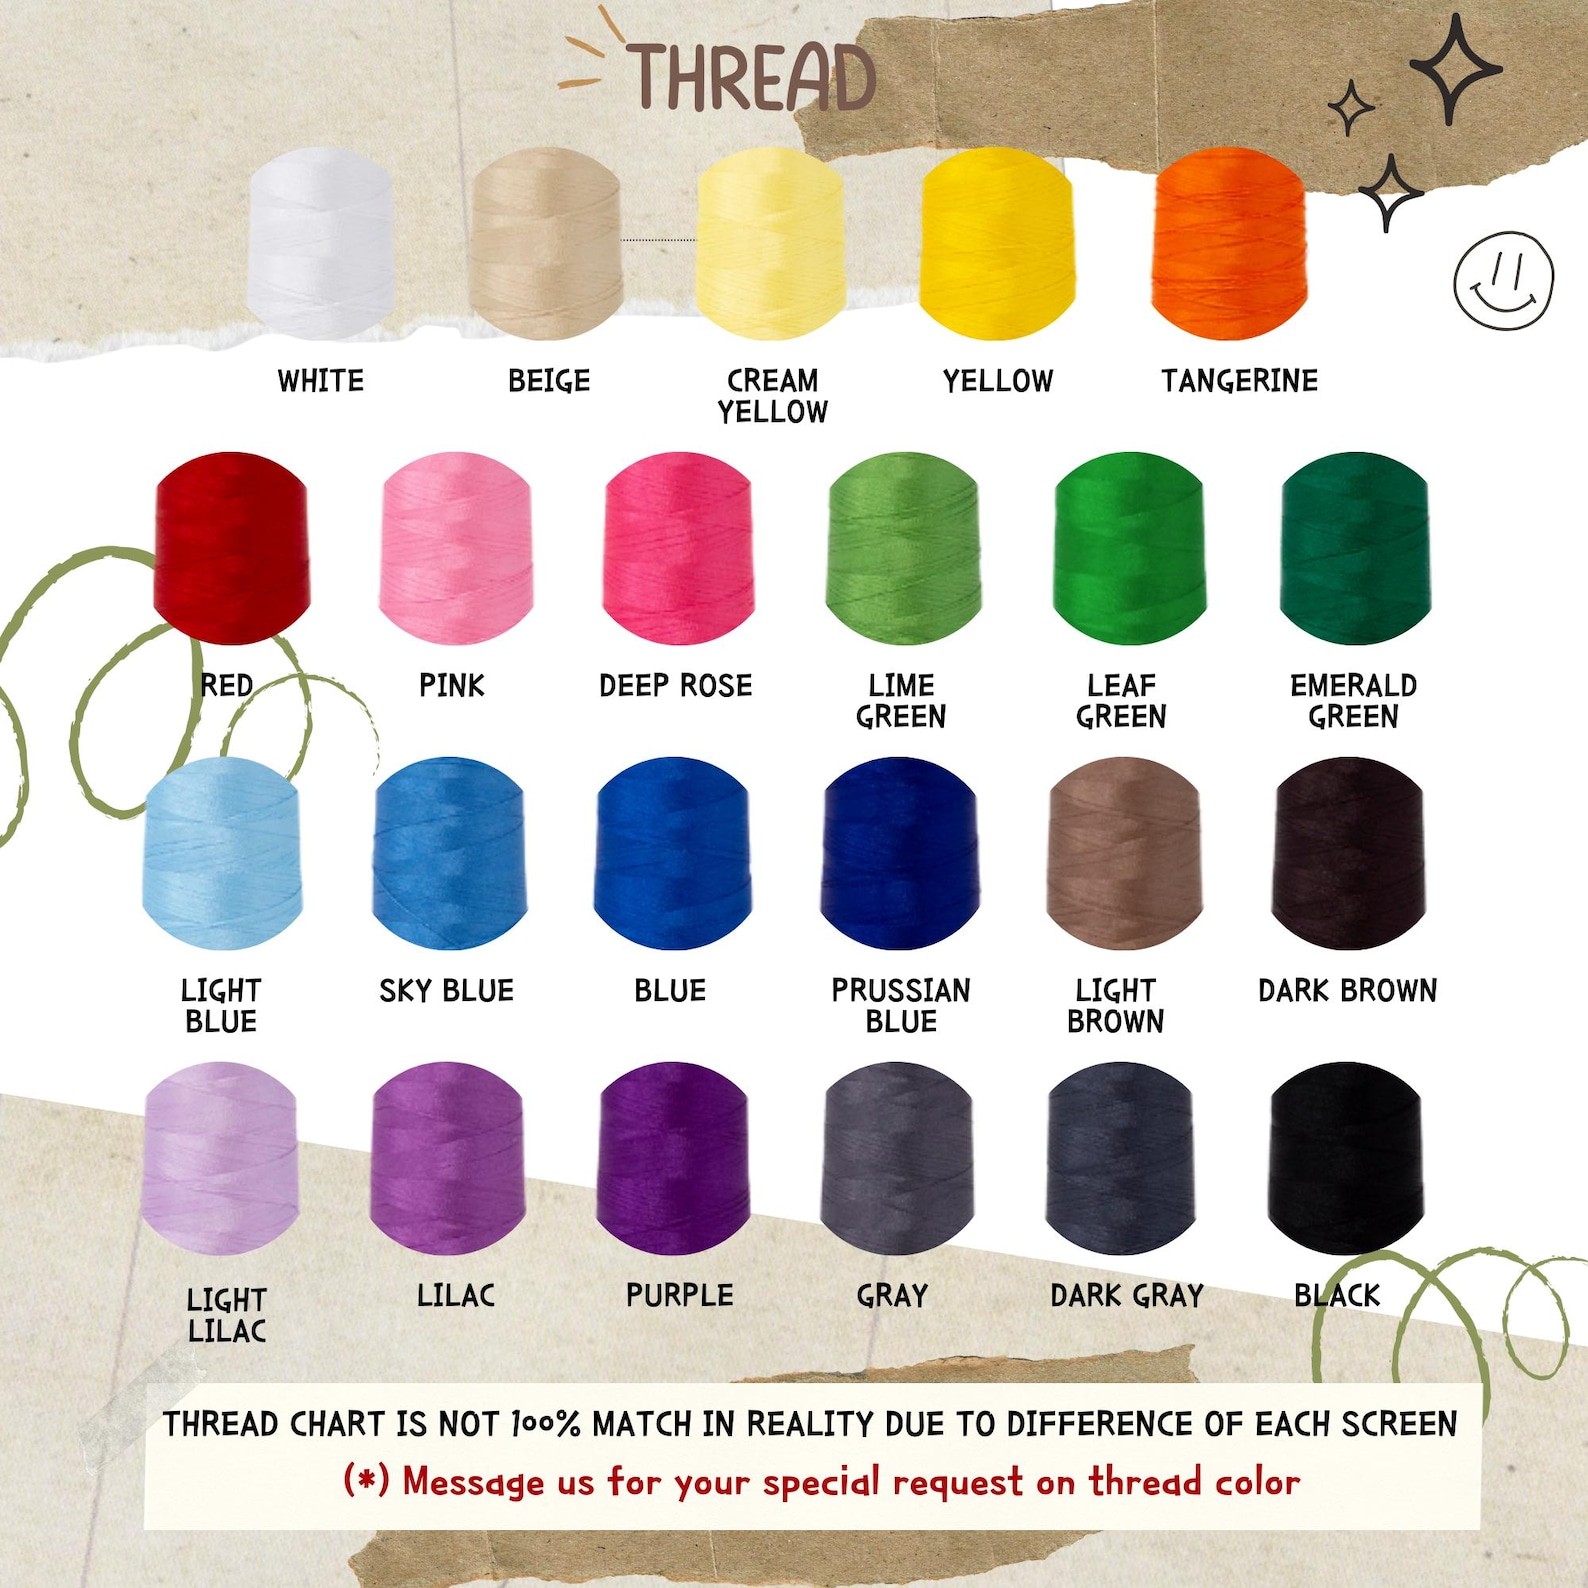 THREAD
WHITE
BEIGE
CREAM
YELLOW
YELLOW
TANGERINE
RED
PINK
DEEP ROSE
LIME
GREEN
LEAF
GREEN
EMERALD
GREEN
LIGHT
BLUE
SKY BLUE
BLUE
PRUSSIAN
BLUE
LIGHT
BROWN
DARK BROWN
LIGHT
LILAC
LILAC
PURPLE
GRAY
DARK GRAY
BLACK
THREAD CHART IS NOT 100% MATCH IN REALITY DUE TO DIFFERENCE OF EACH SCREEN
(*) Message us for your special request on thread color